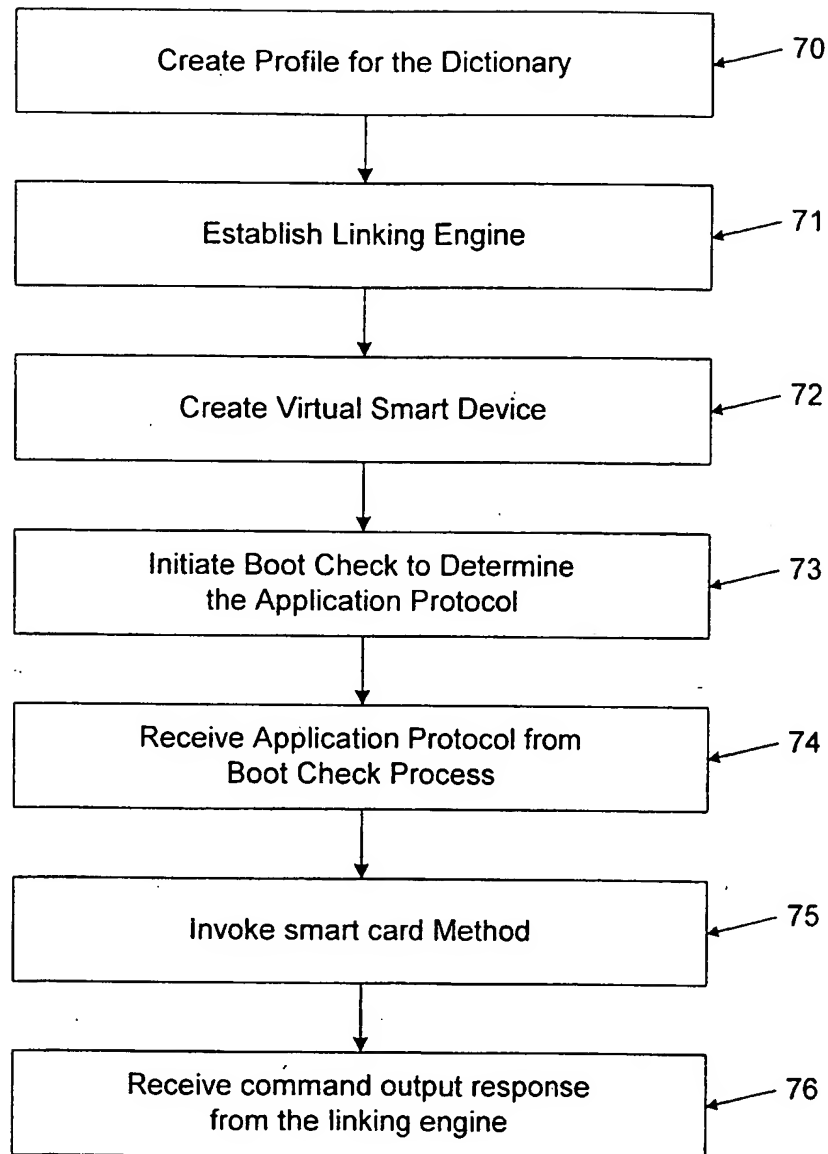 Create Profile for the Dictionary
70
Establish Linking Engine
71
Create Virtual Smart Device
72
Initiate Boot Check to Determine
the Application Protocol
73
Receive Application Protocol from
Boot Check Process
74
Invoke smart card Method
75
Receive command output response
from the linking engine
76